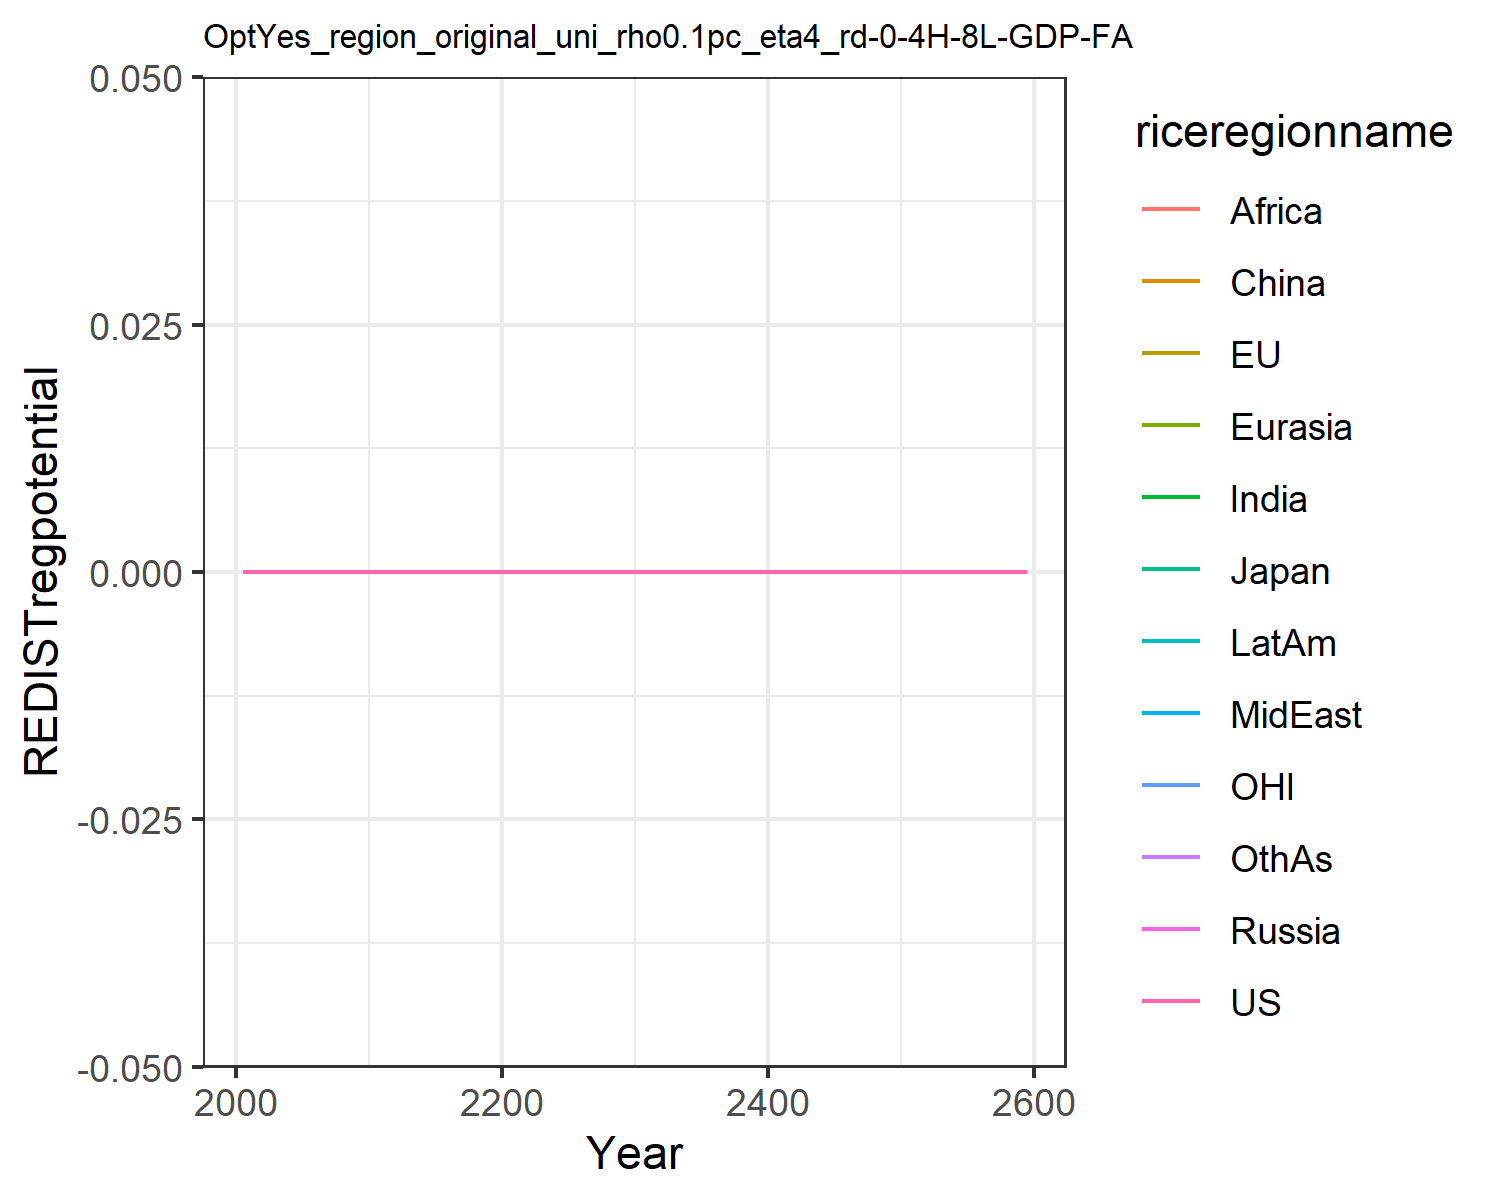 OptYes_region_original_uni_rho0.1pc_eta4_rd-0-4H-8L-GDP-FA
0.050
0.025
0.000
-0.025
-0.050
REDISTregpotential
2000
2200
2400
2600
Year
riceregionname
Africa
China
EU
Eurasia
India
Japan
LatAm
MidEast
OHI
OthAs
Russia
US